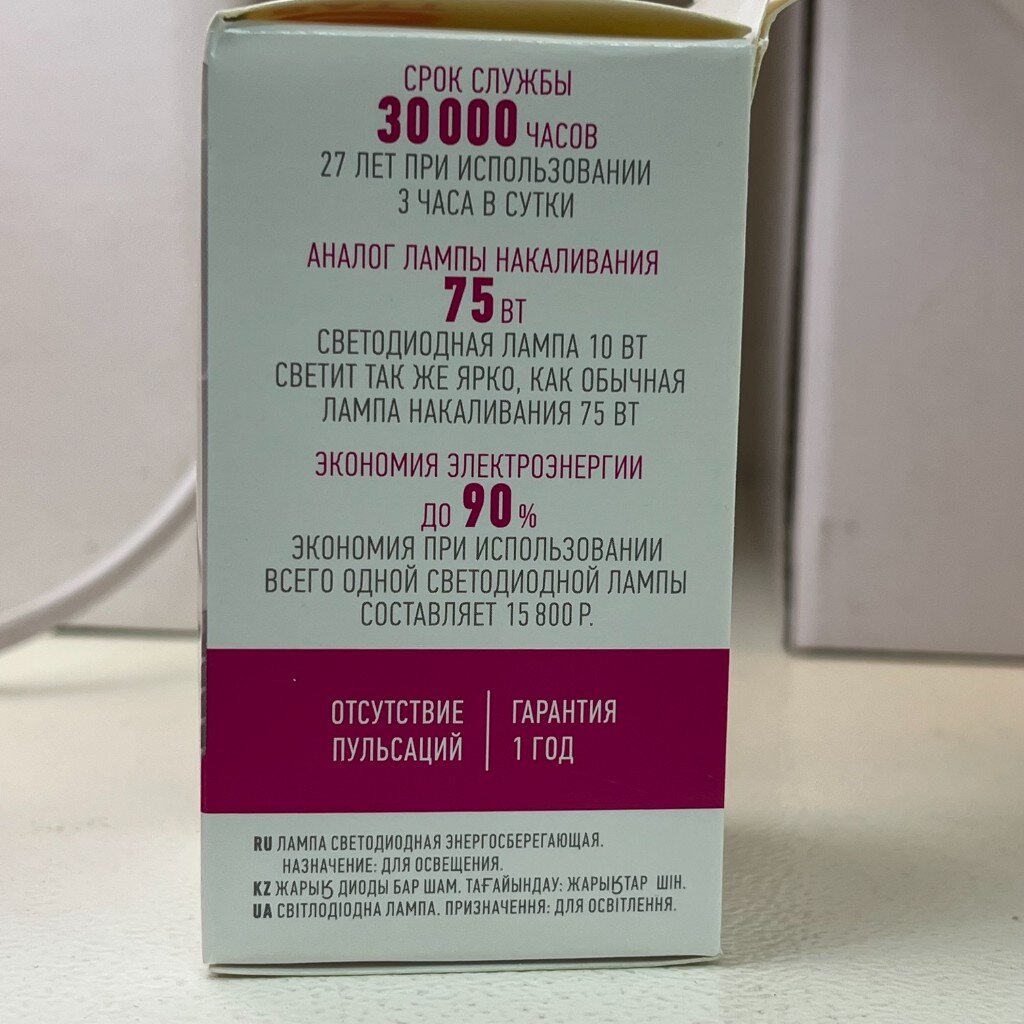 СРОК СЛУЖБЫ
30 000 ЧАСОВ
27 ЛЕТ ПРИ ИСПОЛЬЗОВАНИИ
3 ЧАСА В СУТКИ
АНАЛОГ ЛАМПЫ НАКАЛИВАНИЯ
75 ВТ
СВЕТОДИОДНАЯ ЛАМПА 10 ВТ
СВЕТИТ ТАК ЖЕ ЯРКО, КАК ОБЫЧНАЯ
ЛАМПА НАКАЛИВАНИЯ 75 ВТ
ЭКОНОМИЯ ЭЛЕКТРОЭНЕРГИИ
ДО 90 %
ЭКОНОМИЯ ПРИ ИСПОЛЬЗОВАНИИ
ВСЕГО ОДНОЙ СВЕТОДИОДНОЙ ЛАМПЫ
СОСТАВЛЯЕТ 15 800 Р.
ОТСУТСТВИЕ
ПУЛЬСАЦИЙ
ГАРАНТИЯ
1 ГОД
RU ЛАМПА СВЕТОДИОДНАЯ ЭНЕРГОСБЕРЕГАЮЩАЯ.
НАЗНАЧЕНИЕ: ДЛЯ ОСВЕЩЕНИЯ.
KZ ЖАРЫҚ ДИОДЫ БАР ШАМ. ТАҒАЙЫНДАУ: ЖАРЫҚТАР ШІН.
UA СВІТЛОДІОДНА ЛАМПА. ПРИЗНАЧЕННЯ: ДЛЯ ОСВІТЛЕННЯ.